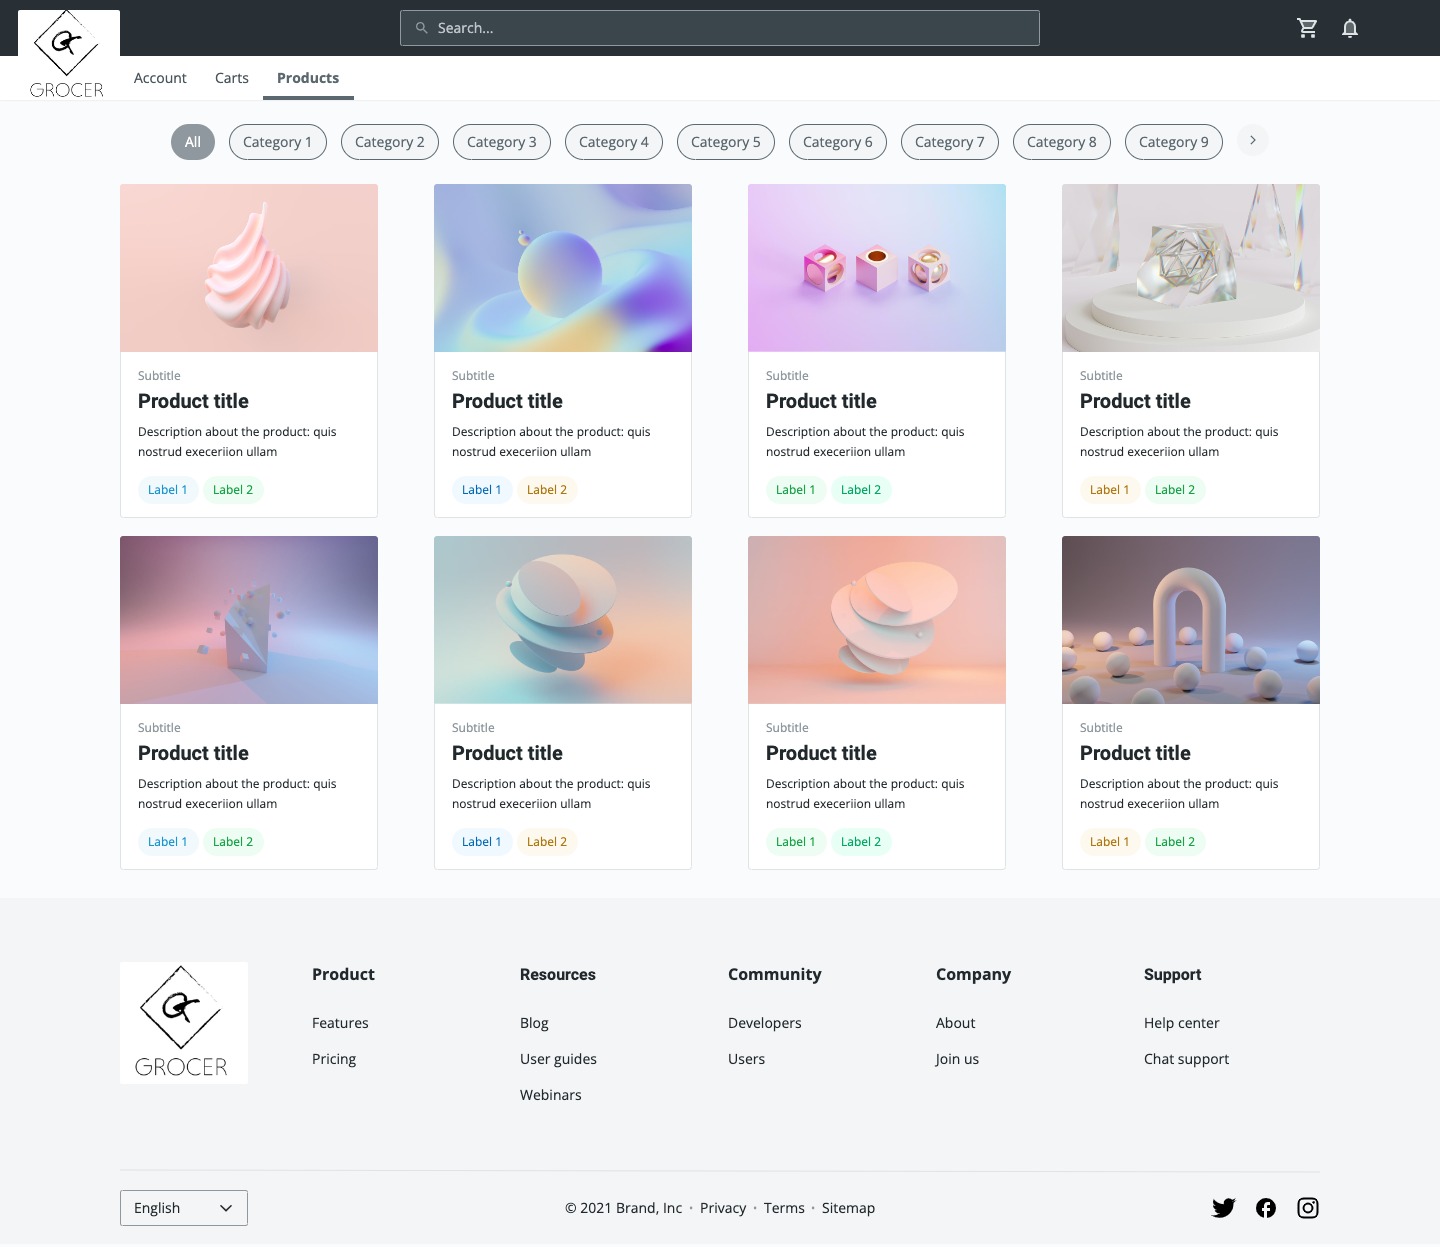 GROCER
Search...
Account Carts Products
All Category 1 Category 2 Category 3 Category 4 Category 5 Category 6 Category 7 Category 8 Category 9
Subtitle
Product title
Description about the product: quis
nostrud execeriion ullam
Label 1 Label 2
Subtitle
Product title
Description about the product: quis
nostrud execeriion ullam
Label 1 Label 2
Subtitle
Product title
Description about the product: quis
nostrud execeriion ullam
Label 1 Label 2
Subtitle
Product title
Description about the product: quis
nostrud execeriion ullam
Label 1 Label 2
Subtitle
Product title
Description about the product: quis
nostrud execeriion ullam
Label 1 Label 2
Subtitle
Product title
Description about the product: quis
nostrud execeriion ullam
Label 1 Label 2
Subtitle
Product title
Description about the product: quis
nostrud execeriion ullam
Label 1 Label 2
Subtitle
Product title
Description about the product: quis
nostrud execeriion ullam
Label 1 Label 2
GROCER
Product
Features
Pricing
Resources
Blog
User guides
Webinars
Community
Developers
Users
Company
About
Join us
Support
Help center
Chat support
English
© 2021 Brand, Inc • Privacy • Terms • Sitemap